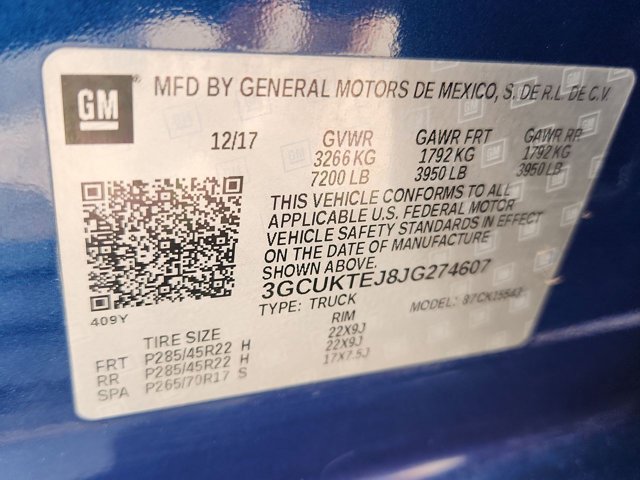 GM
MFD BY GENERAL MOTORS DE MEXICO, S. DE R.L. DE C.V.
12/17 GVWR GAWR FRT GAWR RR
3266 KG 1792 KG 1792 KG
7200 LB 3950 LB 3950 LB
THIS VEHICLE CONFORMS TO ALL
APPLICABLE U.S. FEDERAL MOTOR
VEHICLE SAFETY STANDARDS IN EFFECT
ON THE DATE OF MANUFACTURE
SHOWN ABOVE.
3GCUKTEJ8JG274607
TYPE: TRUCK MODEL: 87CK15543
409Y
TIRE SIZE RIM
FRT P285/45R22 H 22X9J
RR P285/45R22 H 22X9J
SPA P265/70R17 S 17X7.5J